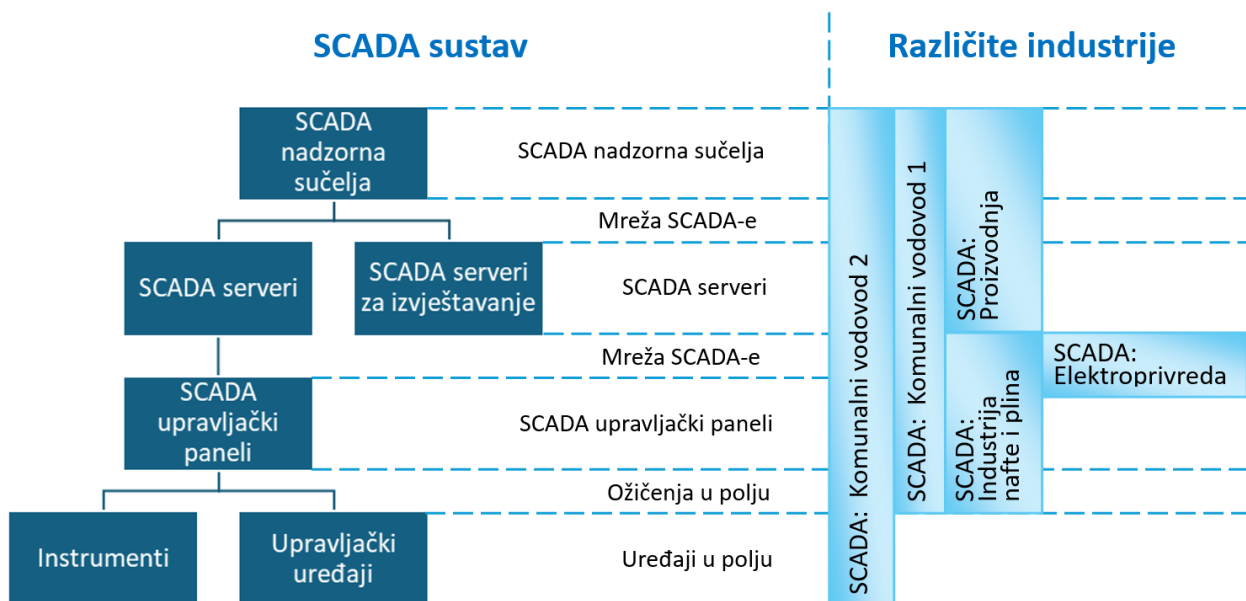 SCADA sustav
Različite industrije
SCADA
nadzorna
sučelja
SCADA serveri
SCADA serveri
za izvještavanje
SCADA
upravljački
paneli
Instrumenti
Upravljački
uređaji
SCADA nadzorna sučelja
Mreža SCADA-e
SCADA serveri
Mreža SCADA-e
SCADA upravljački paneli
Ožičenja u polju
Uređaji u polju
SCADA: Komunalni vodovod 2
SCADA: Komunalni vodovod 1
SCADA:
Proizvodnja
SCADA:
Industrija
nafte i plina
SCADA:
Elektroprivreda